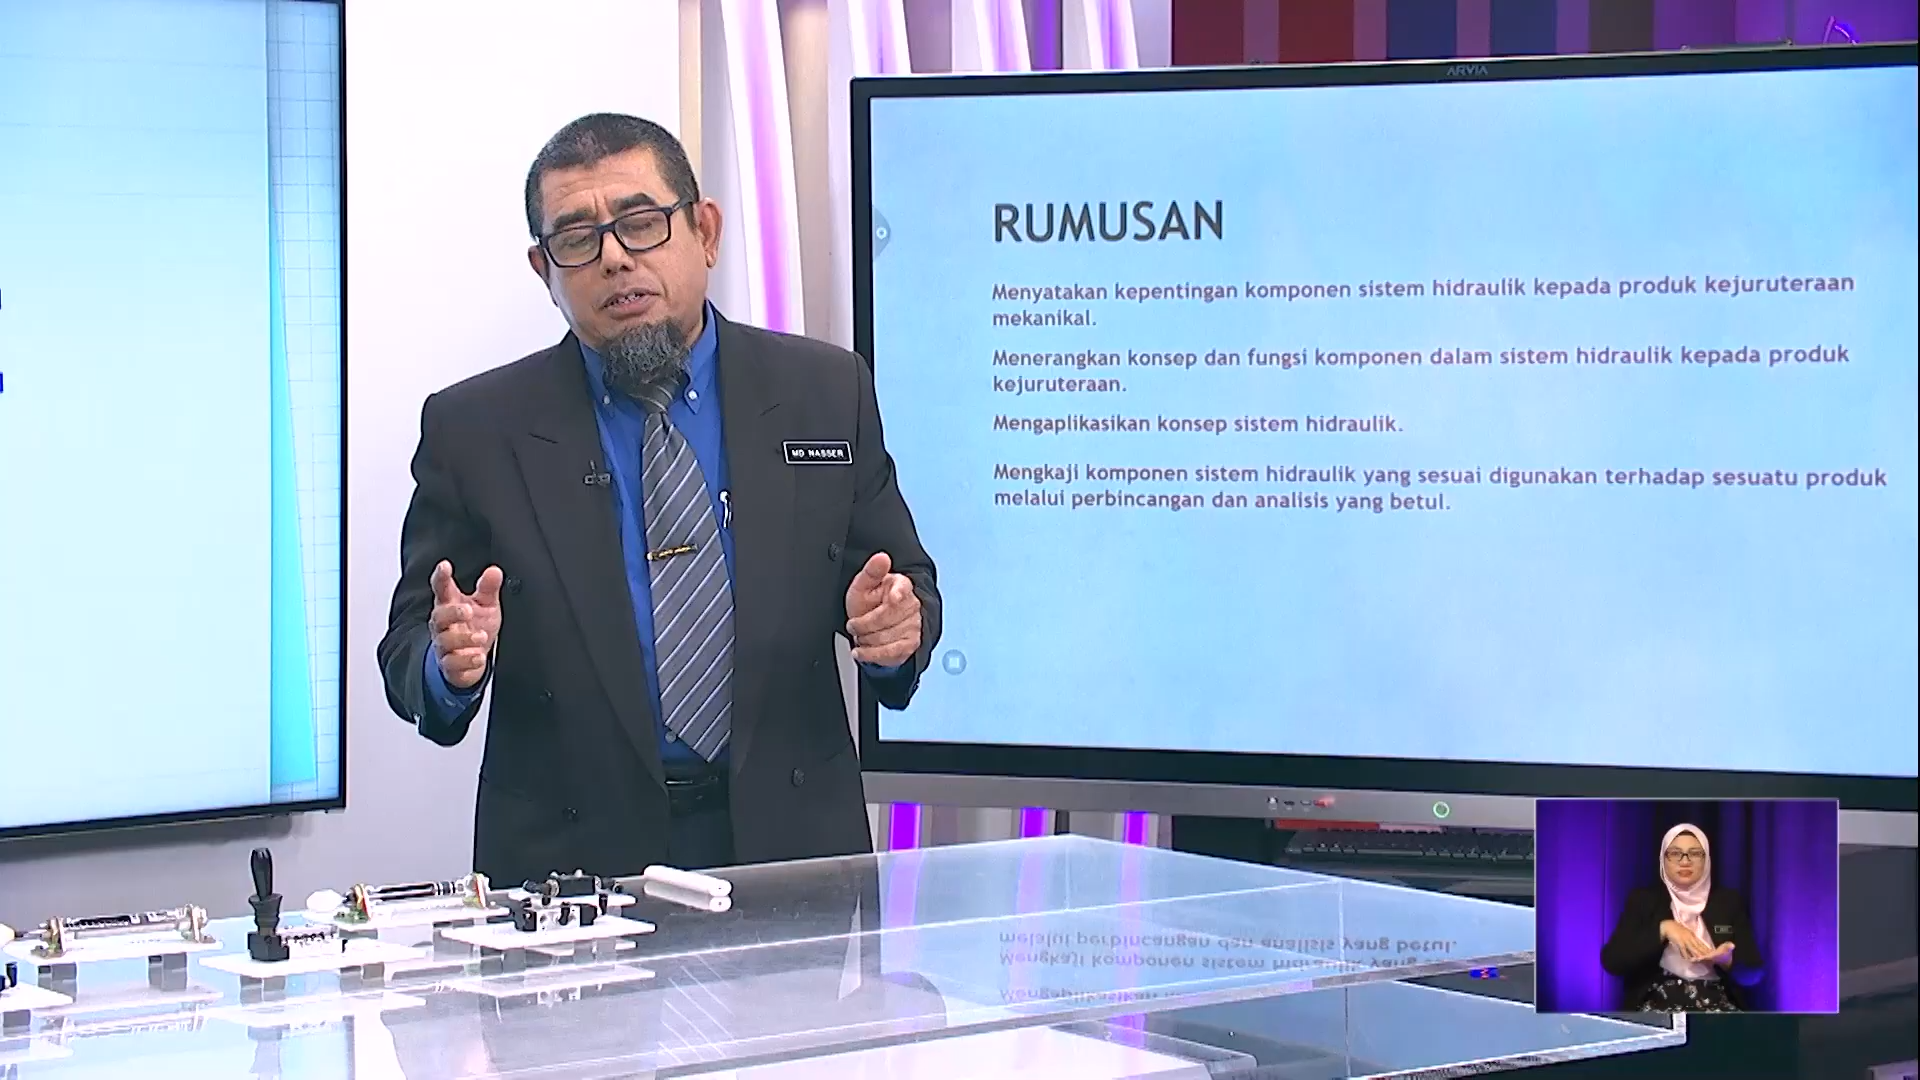 ARVIA
RUMUSAN
Menyatakan kepentingan komponen sistem hidraulik kepada produk kejuruteraan
mekanikal.
Menerangkan konsep dan fungsi komponen dalam sistem hidraulik kepada produk
kejuruteraan.
Mengaplikasikan konsep sistem hidraulik.
Mengkaji komponen sistem hidraulik yang sesuai digunakan terhadap sesuatu produk
melalui perbincangan dan analisis yang betul.
MD NASSER